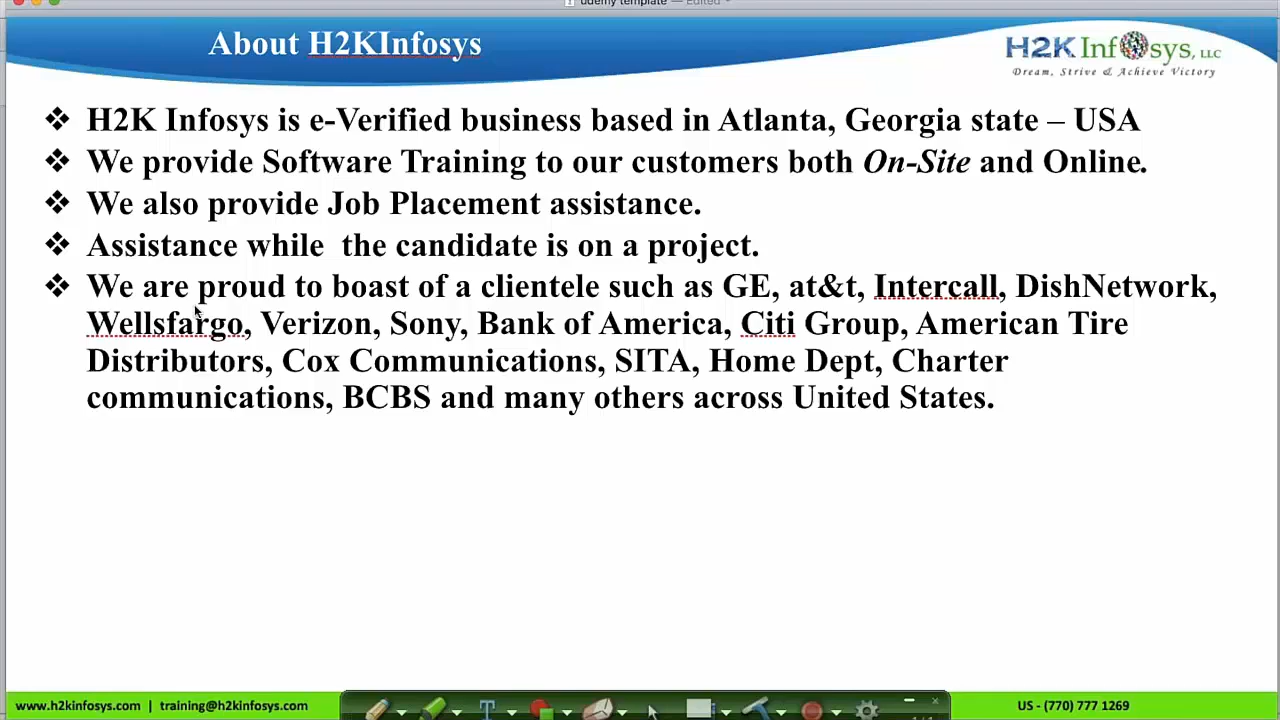 udemy template — Edited
About H2KInfosys
H2K Infosys, LLC
Dream, Strive & Achieve Victory
❖ H2K Infosys is e-Verified business based in Atlanta, Georgia state – USA
❖ We provide Software Training to our customers both On-Site and Online.
❖ We also provide Job Placement assistance.
❖ Assistance while  the candidate is on a project.
❖ We are proud to boast of a clientele such as GE, at&t, Intercall, DishNetwork,
Wellsfargo, Verizon, Sony, Bank of America, Citi Group, American Tire
Distributors, Cox Communications, SITA, Home Dept, Charter
communications, BCBS and many others across United States.
www.h2kinfosys.com | training@h2kinfosys.com
US - (770) 777 1269